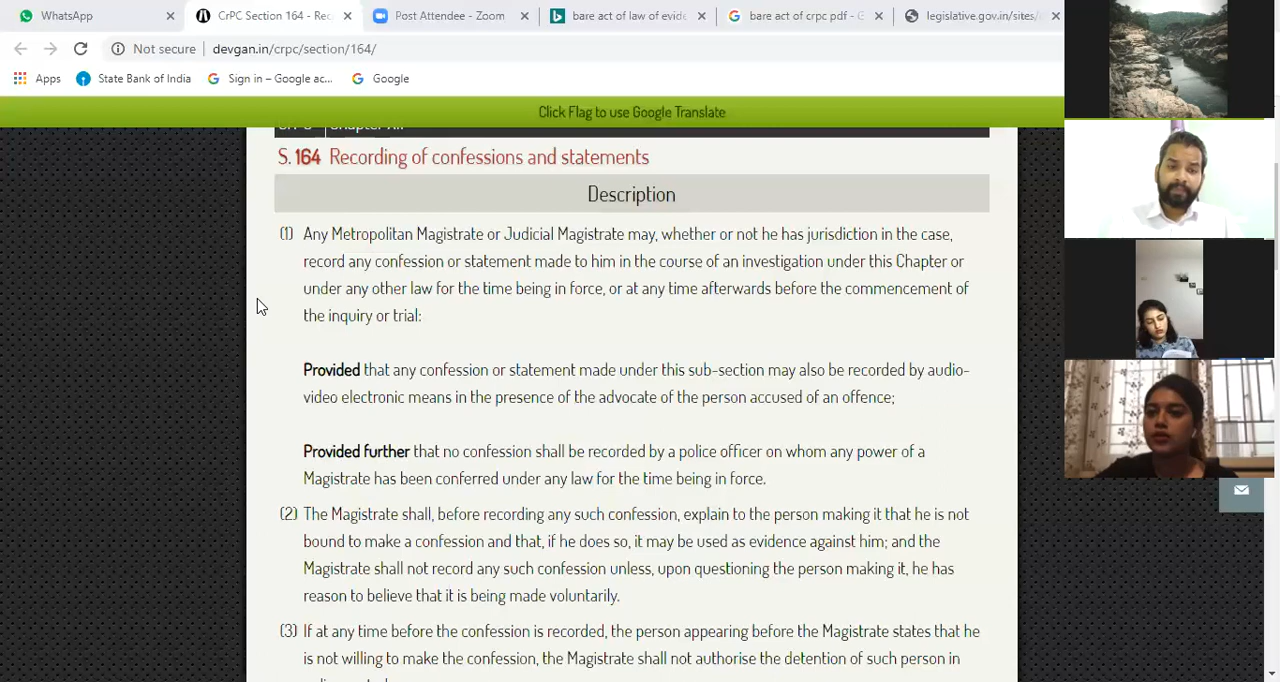 WhatsApp
CrPC Section 164 - Rec
Post Attendee - Zoom
bare act of law of evide
bare act of crpc pdf - G
legislative.gov.in/sites/
Not secure
devgan.in/crpc/section/164/
Apps
State Bank of India
Sign in – Google ac...
Google
Click Flag to use Google Translate
S. 164 Recording of confessions and statements
Description
(1) Any Metropolitan Magistrate or Judicial Magistrate may, whether or not he has jurisdiction in the case,
record any confession or statement made to him in the course of an investigation under this Chapter or
under any other law for the time being in force, or at any time afterwards before the commencement of
the inquiry or trial:
Provided that any confession or statement made under this sub-section may also be recorded by audio-
video electronic means in the presence of the advocate of the person accused of an offence;
Provided further that no confession shall be recorded by a police officer on whom any power of a
Magistrate has been conferred under any law for the time being in force.
(2) The Magistrate shall, before recording any such confession, explain to the person making it that he is not
bound to make a confession and that, if he does so, it may be used as evidence against him; and the
Magistrate shall not record any such confession unless, upon questioning the person making it, he has
reason to believe that it is being made voluntarily.
(3) If at any time before the confession is recorded, the person appearing before the Magistrate states that he
is not willing to make the confession, the Magistrate shall not authorise the detention of such person in